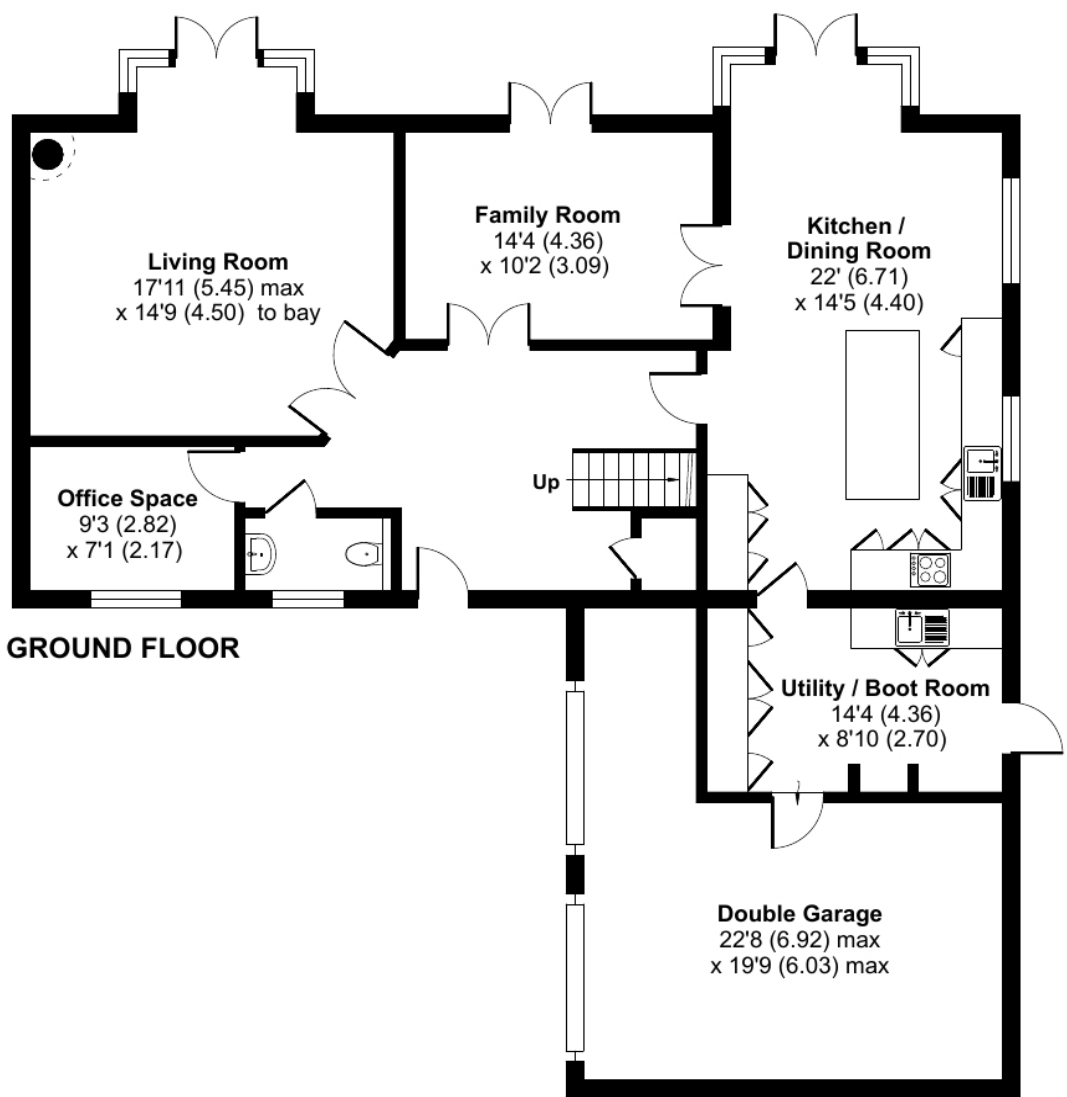 Living Room
17'11 (5.45) max
x 14'9 (4.50) to bay
Family Room
14'4 (4.36)
x 10'2 (3.09)
Kitchen /
Dining Room
22' (6.71)
x 14'5 (4.40)
Office Space
9'3 (2.82)
x 7'1 (2.17)
Up
GROUND FLOOR
Utility / Boot Room
14'4 (4.36)
x 8'10 (2.70)
Double Garage
22'8 (6.92) max
x 19'9 (6.03) max